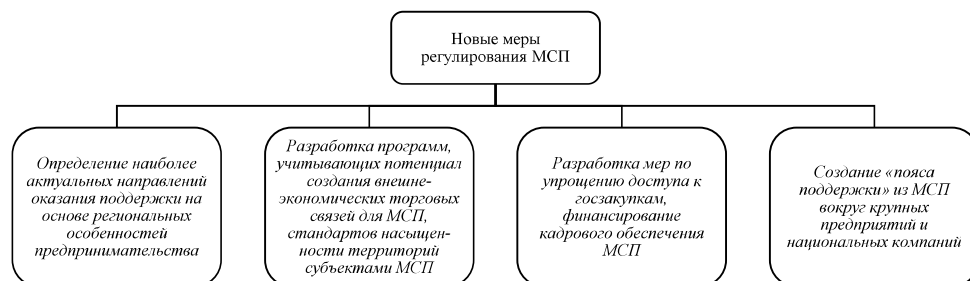 Новые меры
регулирования МСП
Определение наиболее
актуальных направлений
оказания поддержки на
основе региональных
особенностей
предпринимательства
Разработка программ,
учитывающих потенциал
создания внешне-
экономических торговых
связей для МСП,
стандартов насыщен-
ности территорий
субъектами МСП
Разработка мер по
упрощению доступа к
госзакупкам,
финансирование
кадрового обеспечения
МСП
Создание «пояса
поддержки» из МСП
вокруг крупных
предприятий и
национальных компаний